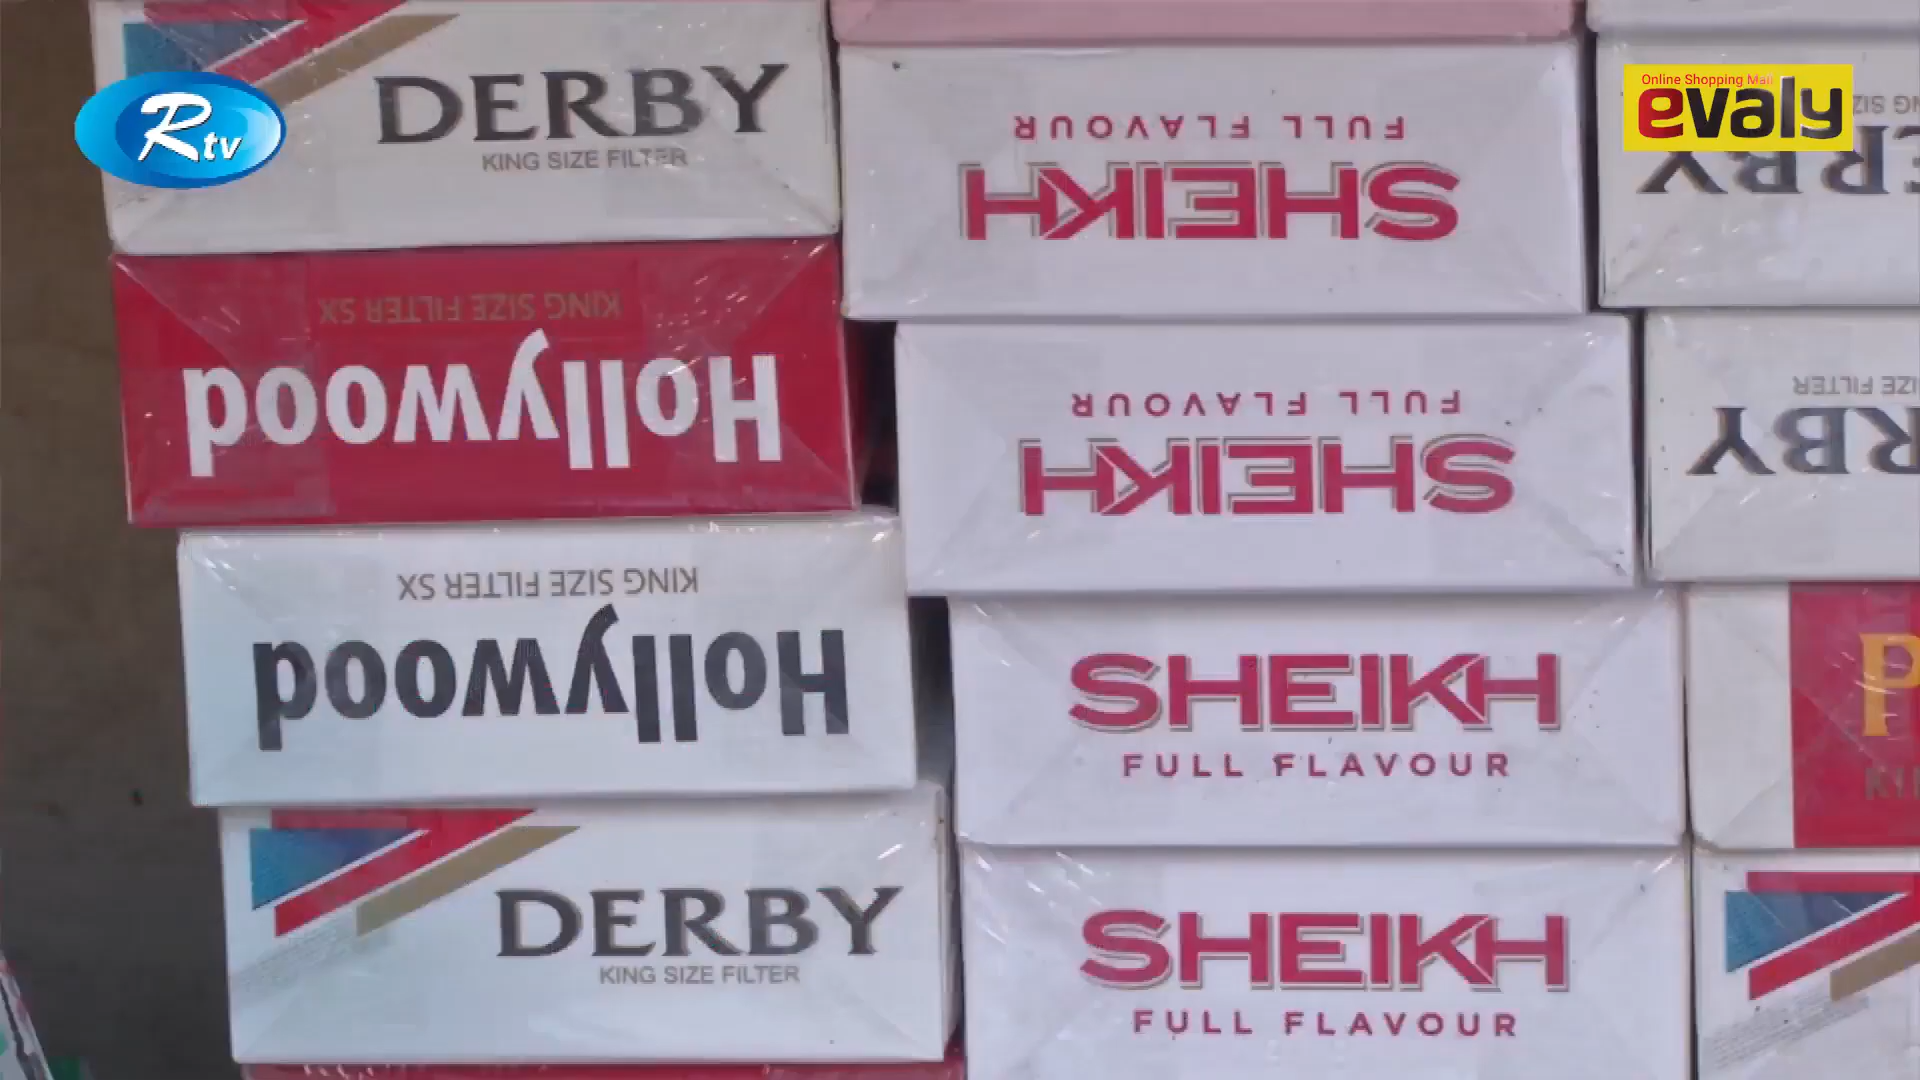 Rtv
Online Shopping Mall
evaly
DERBY
KING SIZE FILTER
KING SIZE FILTER SX
Hollywood
KING SIZE FILTER SX
Hollywood
DERBY
KING SIZE FILTER
FULL FLAVOUR
SHEIKH
FULL FLAVOUR
SHEIKH
SHEIKH
FULL FLAVOUR
SHEIKH
FULL FLAVOUR
FILTER